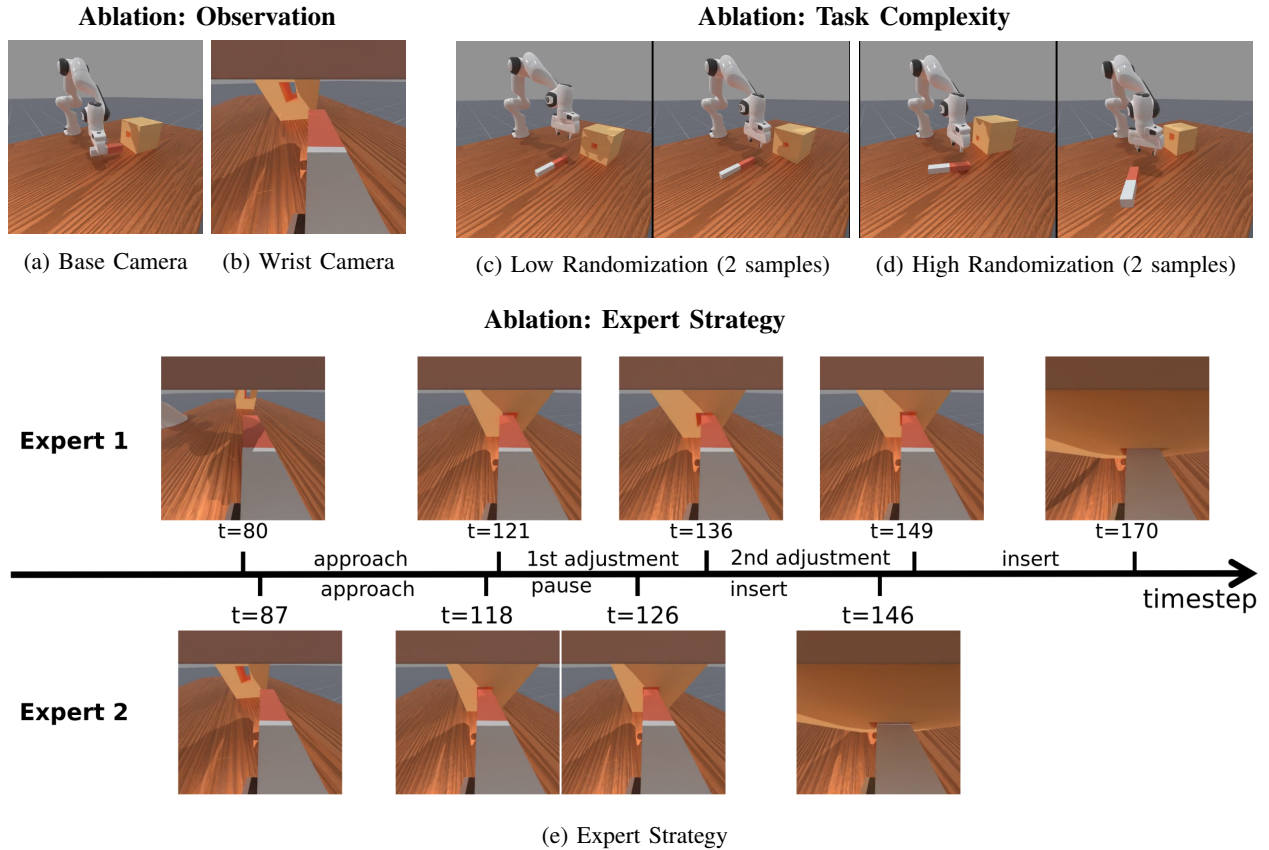 Ablation: Observation
Ablation: Task Complexity
(a) Base Camera
(b) Wrist Camera
(c) Low Randomization (2 samples)
(d) High Randomization (2 samples)
Ablation: Expert Strategy
Expert 1
t=80
t=121
t=136
t=149
t=170
approach
1st adjustment
2nd adjustment
insert
approach
pause
insert
timestep
t=87
t=118
t=126
t=146
Expert 2
(e) Expert Strategy